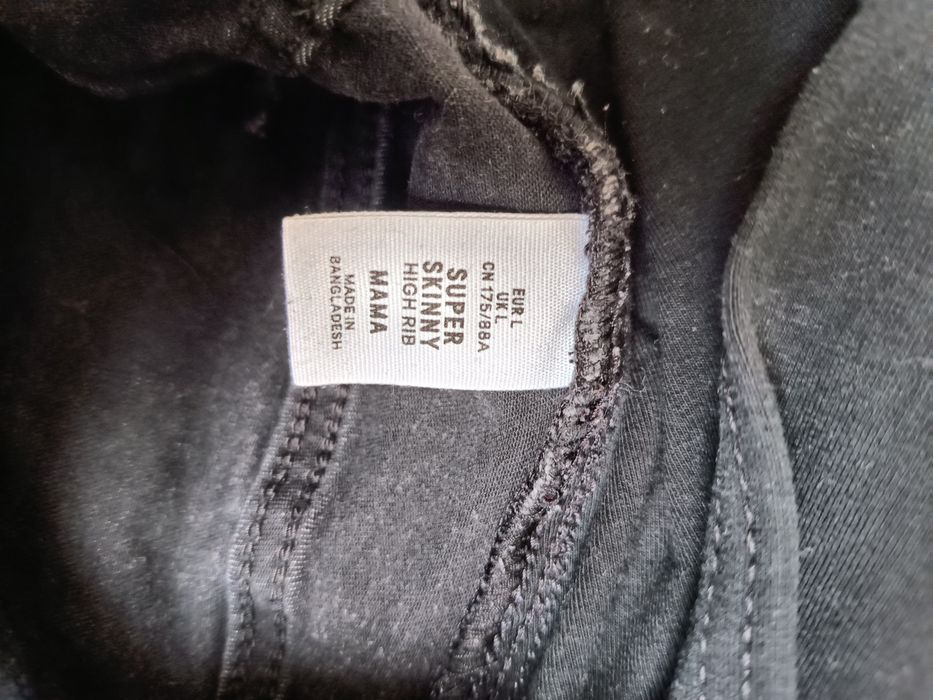 EUR L
UK L
CN 175/88A
SUPER
SKINNY
HIGH RIB
MAMA
MADE IN
BANGLADESH